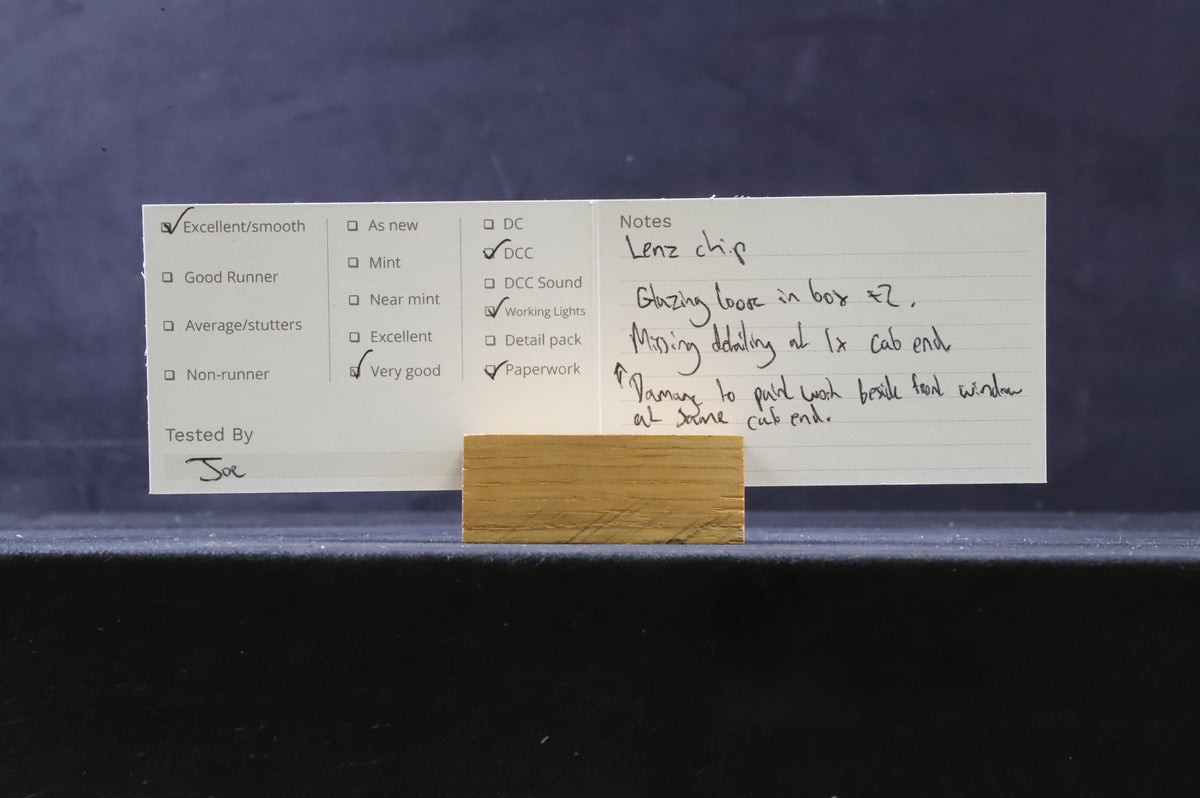 Excellent/smooth
Good Runner
Average/stutters
Non-runner
Tested By
Joe
As new
Mint
Near mint
Excellent
Very good
DC
DCC
DCC Sound
Working Lights
Detail pack
Paperwork
Notes
Lenz chip
Glazing loose in box x2.
Missing detailing at 1x cab end
↑ Damage to paint work beside front window
at same cab end.